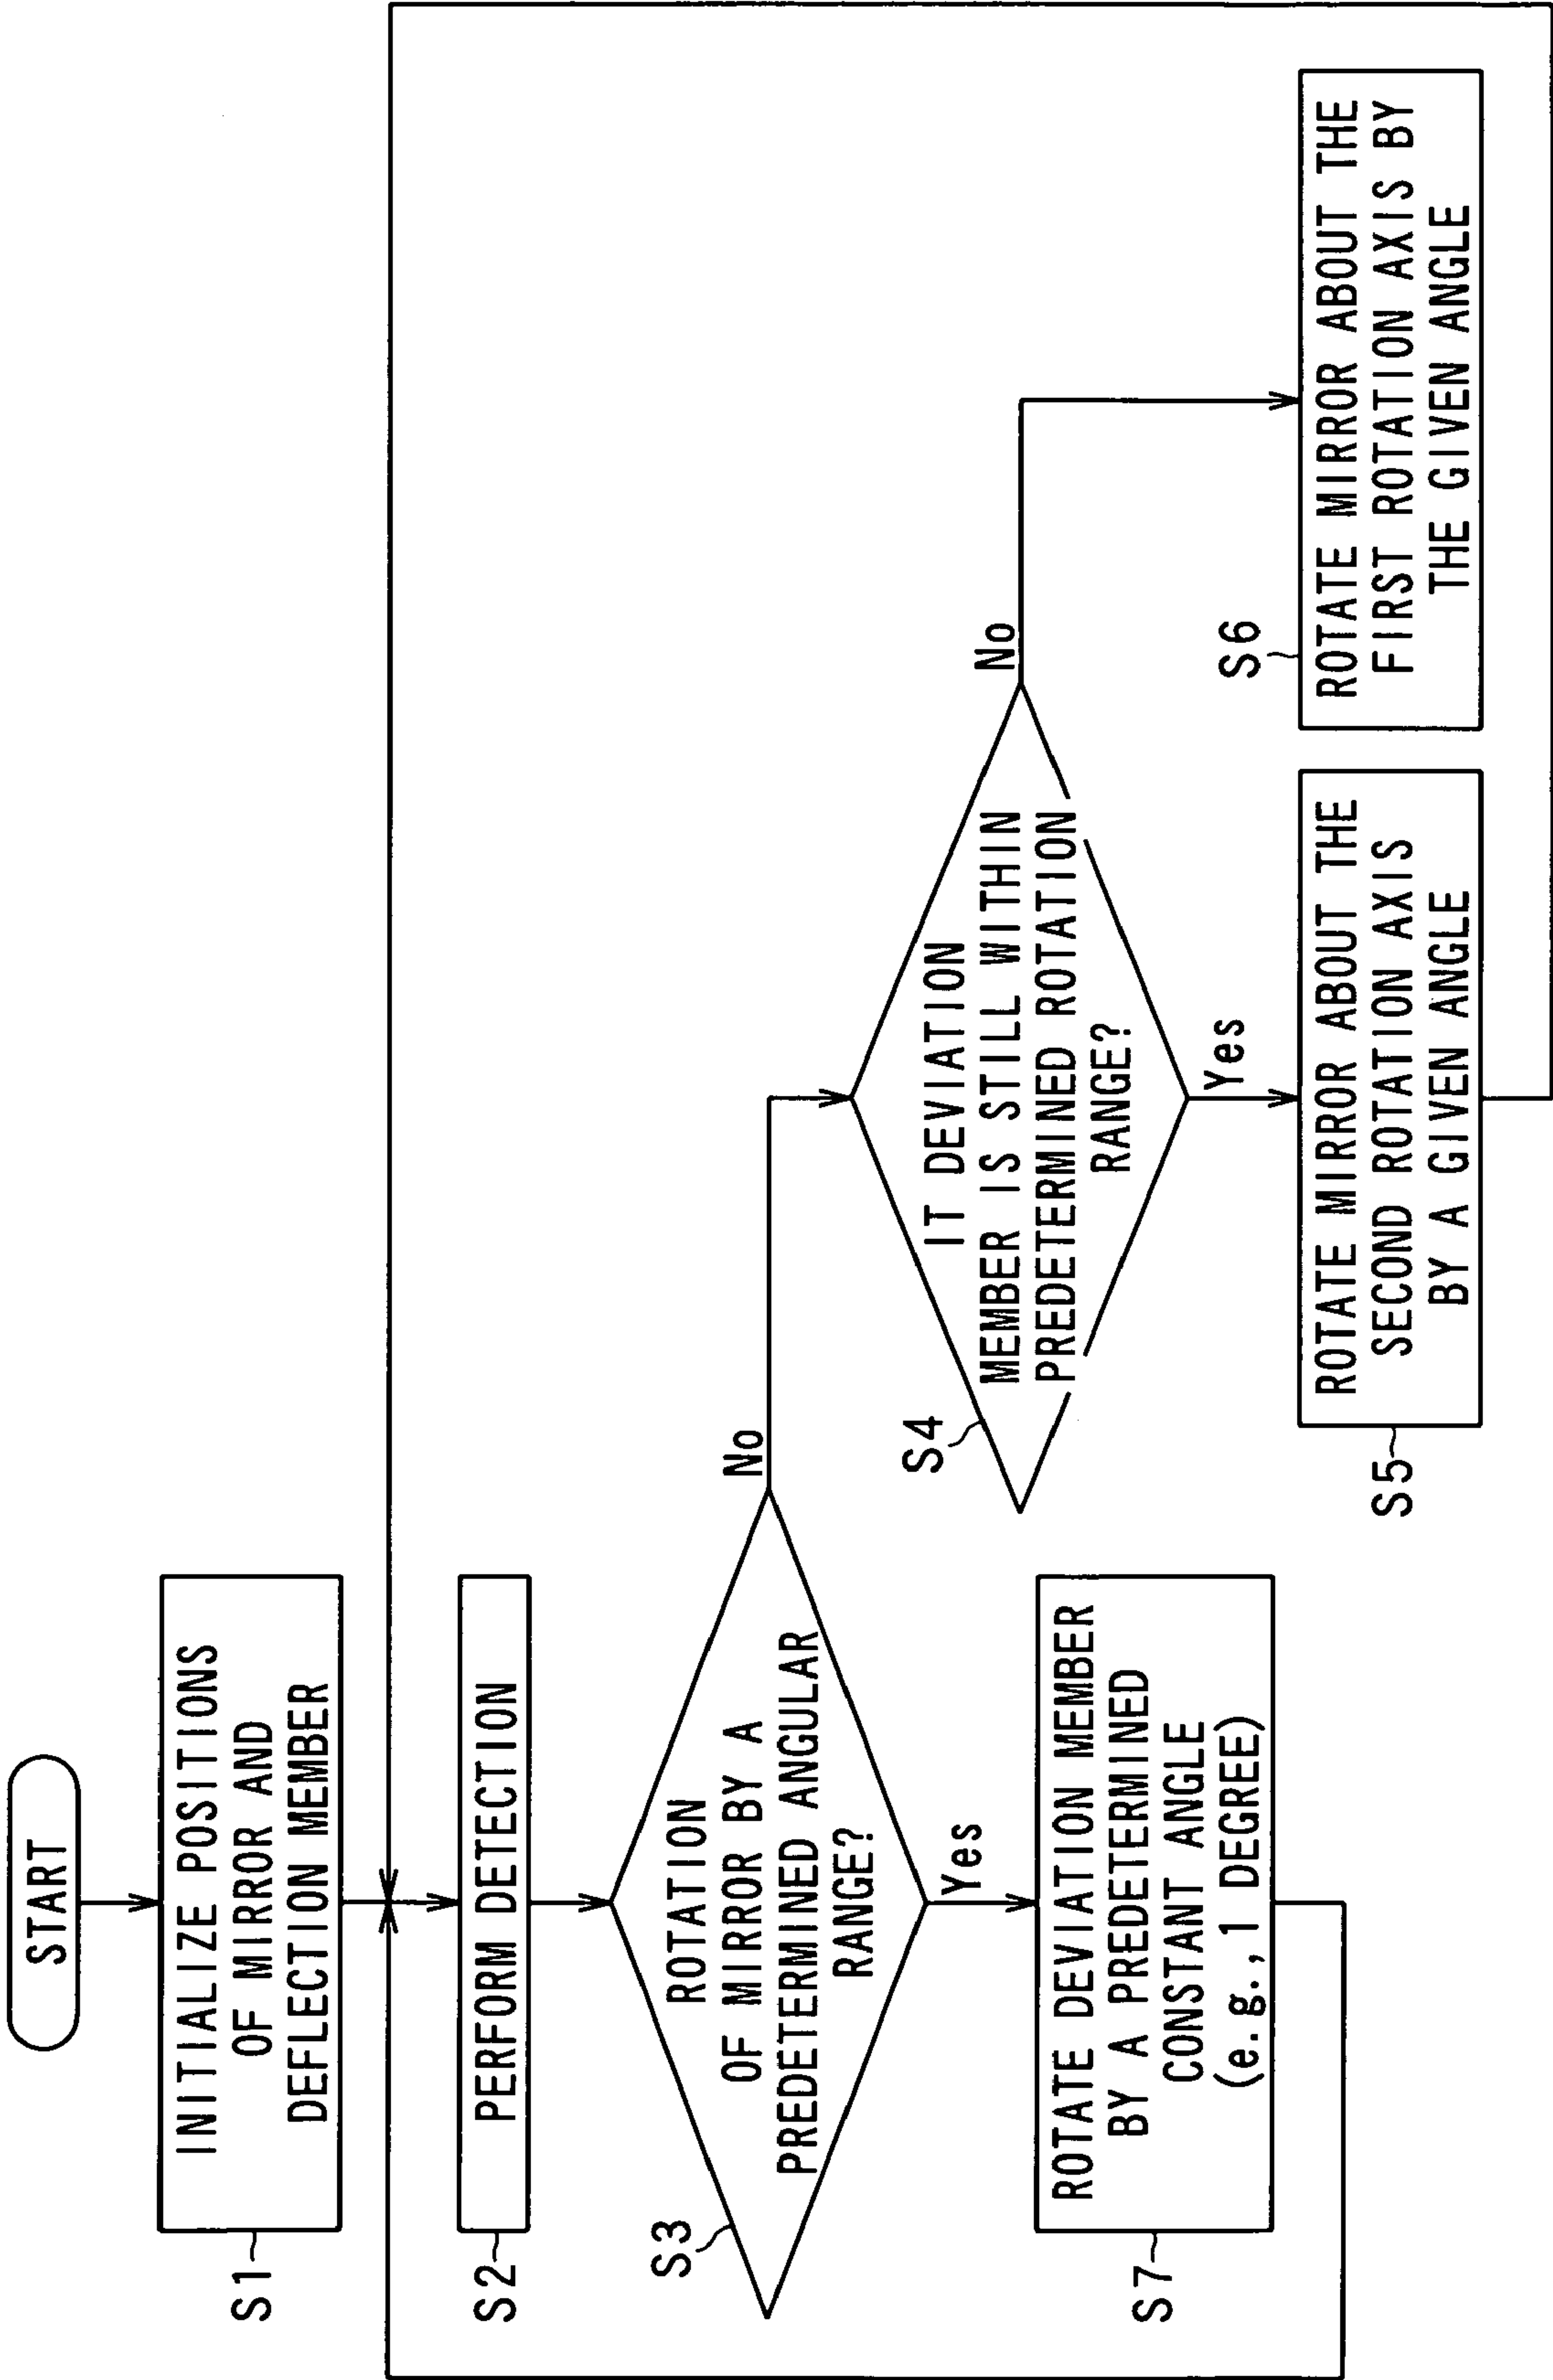 START
S1
INITIALIZE POSITIONS
OF MIRROR AND
DEFLECTION MEMBER
S2
PERFORM DETECTION
S3
ROTATION
OF MIRROR BY A
PREDETERMINED ANGULAR
RANGE?
No
Yes
S7
ROTATE DEVIATION MEMBER
BY A PREDETERMINED
CONSTANT ANGLE
(e.g., 1 DEGREE)
S4
IT DEVIATION
MEMBER IS STILL WITHIN
PREDETERMINED ROTATION
RANGE?
No
Yes
S5
ROTATE MIRROR ABOUT THE
SECOND ROTATION AXIS
BY A GIVEN ANGLE
S6
ROTATE MIRROR ABOUT THE
FIRST ROTATION AXIS BY
THE GIVEN ANGLE